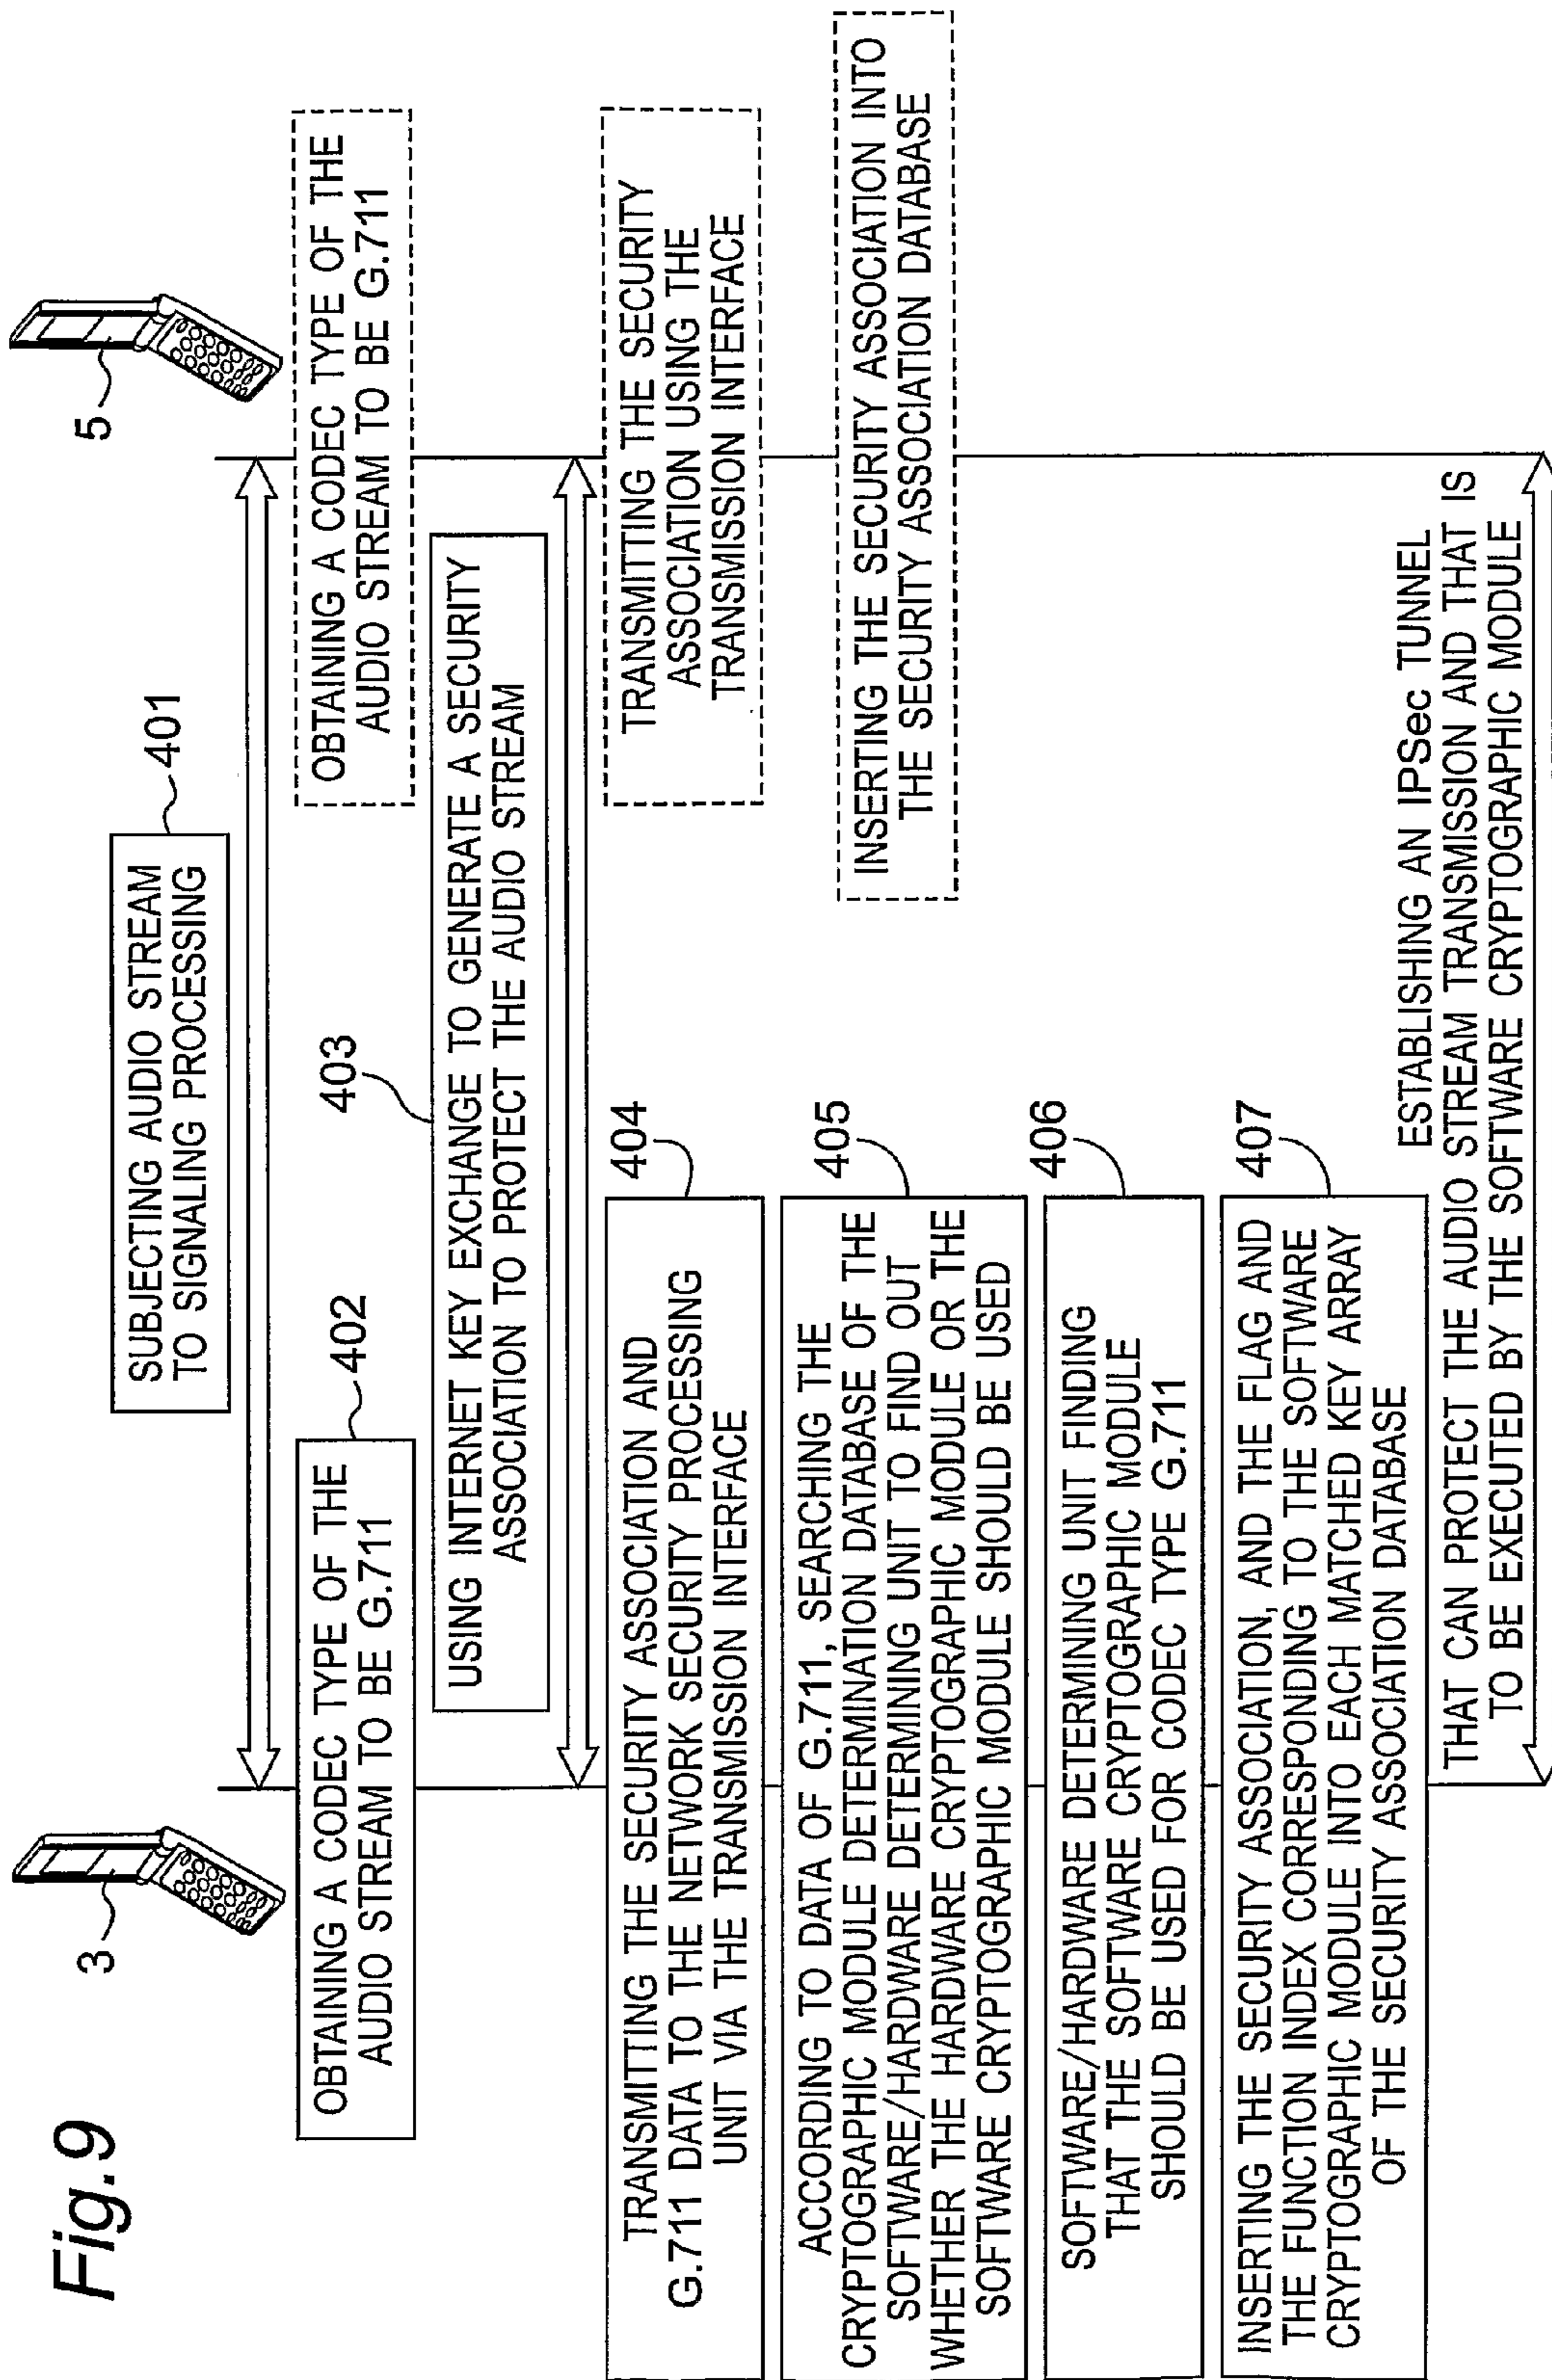 Fig.9
3
5
SUBJECTING AUDIO STREAM
TO SIGNALING PROCESSING
401
OBTAINING A CODEC TYPE OF THE
AUDIO STREAM TO BE G.711
402
OBTAINING A CODEC TYPE OF THE
AUDIO STREAM TO BE G.711
403
USING INTERNET KEY EXCHANGE TO GENERATE A SECURITY
ASSOCIATION TO PROTECT THE AUDIO STREAM
TRANSMITTING THE SECURITY ASSOCIATION AND
G.711 DATA TO THE NETWORK SECURITY PROCESSING
UNIT VIA THE TRANSMISSION INTERFACE
404
TRANSMITTING THE SECURITY
ASSOCIATION USING THE
TRANSMISSION INTERFACE
ACCORDING TO DATA OF G.711, SEARCHING THE
CRYPTOGRAPHIC MODULE DETERMINATION DATABASE OF THE
SOFTWARE/HARDWARE DETERMINING UNIT TO FIND OUT
WHETHER THE HARDWARE CRYPTOGRAPHIC MODULE OR THE
SOFTWARE CRYPTOGRAPHIC MODULE SHOULD BE USED
405
INSERTING THE SECURITY ASSOCIATION INTO
THE SECURITY ASSOCIATION DATABASE
SOFTWARE/HARDWARE DETERMINING UNIT FINDING
THAT THE SOFTWARE CRYPTOGRAPHIC MODULE
SHOULD BE USED FOR CODEC TYPE G.711
406
INSERTING THE SECURITY ASSOCIATION, AND THE FLAG AND
THE FUNCTION INDEX CORRESPONDING TO THE SOFTWARE
CRYPTOGRAPHIC MODULE INTO EACH MATCHED KEY ARRAY
OF THE SECURITY ASSOCIATION DATABASE
407
ESTABLISHING AN IPSec TUNNEL
THAT CAN PROTECT THE AUDIO STREAM TRANSMISSION AND THAT IS
TO BE EXECUTED BY THE SOFTWARE CRYPTOGRAPHIC MODULE